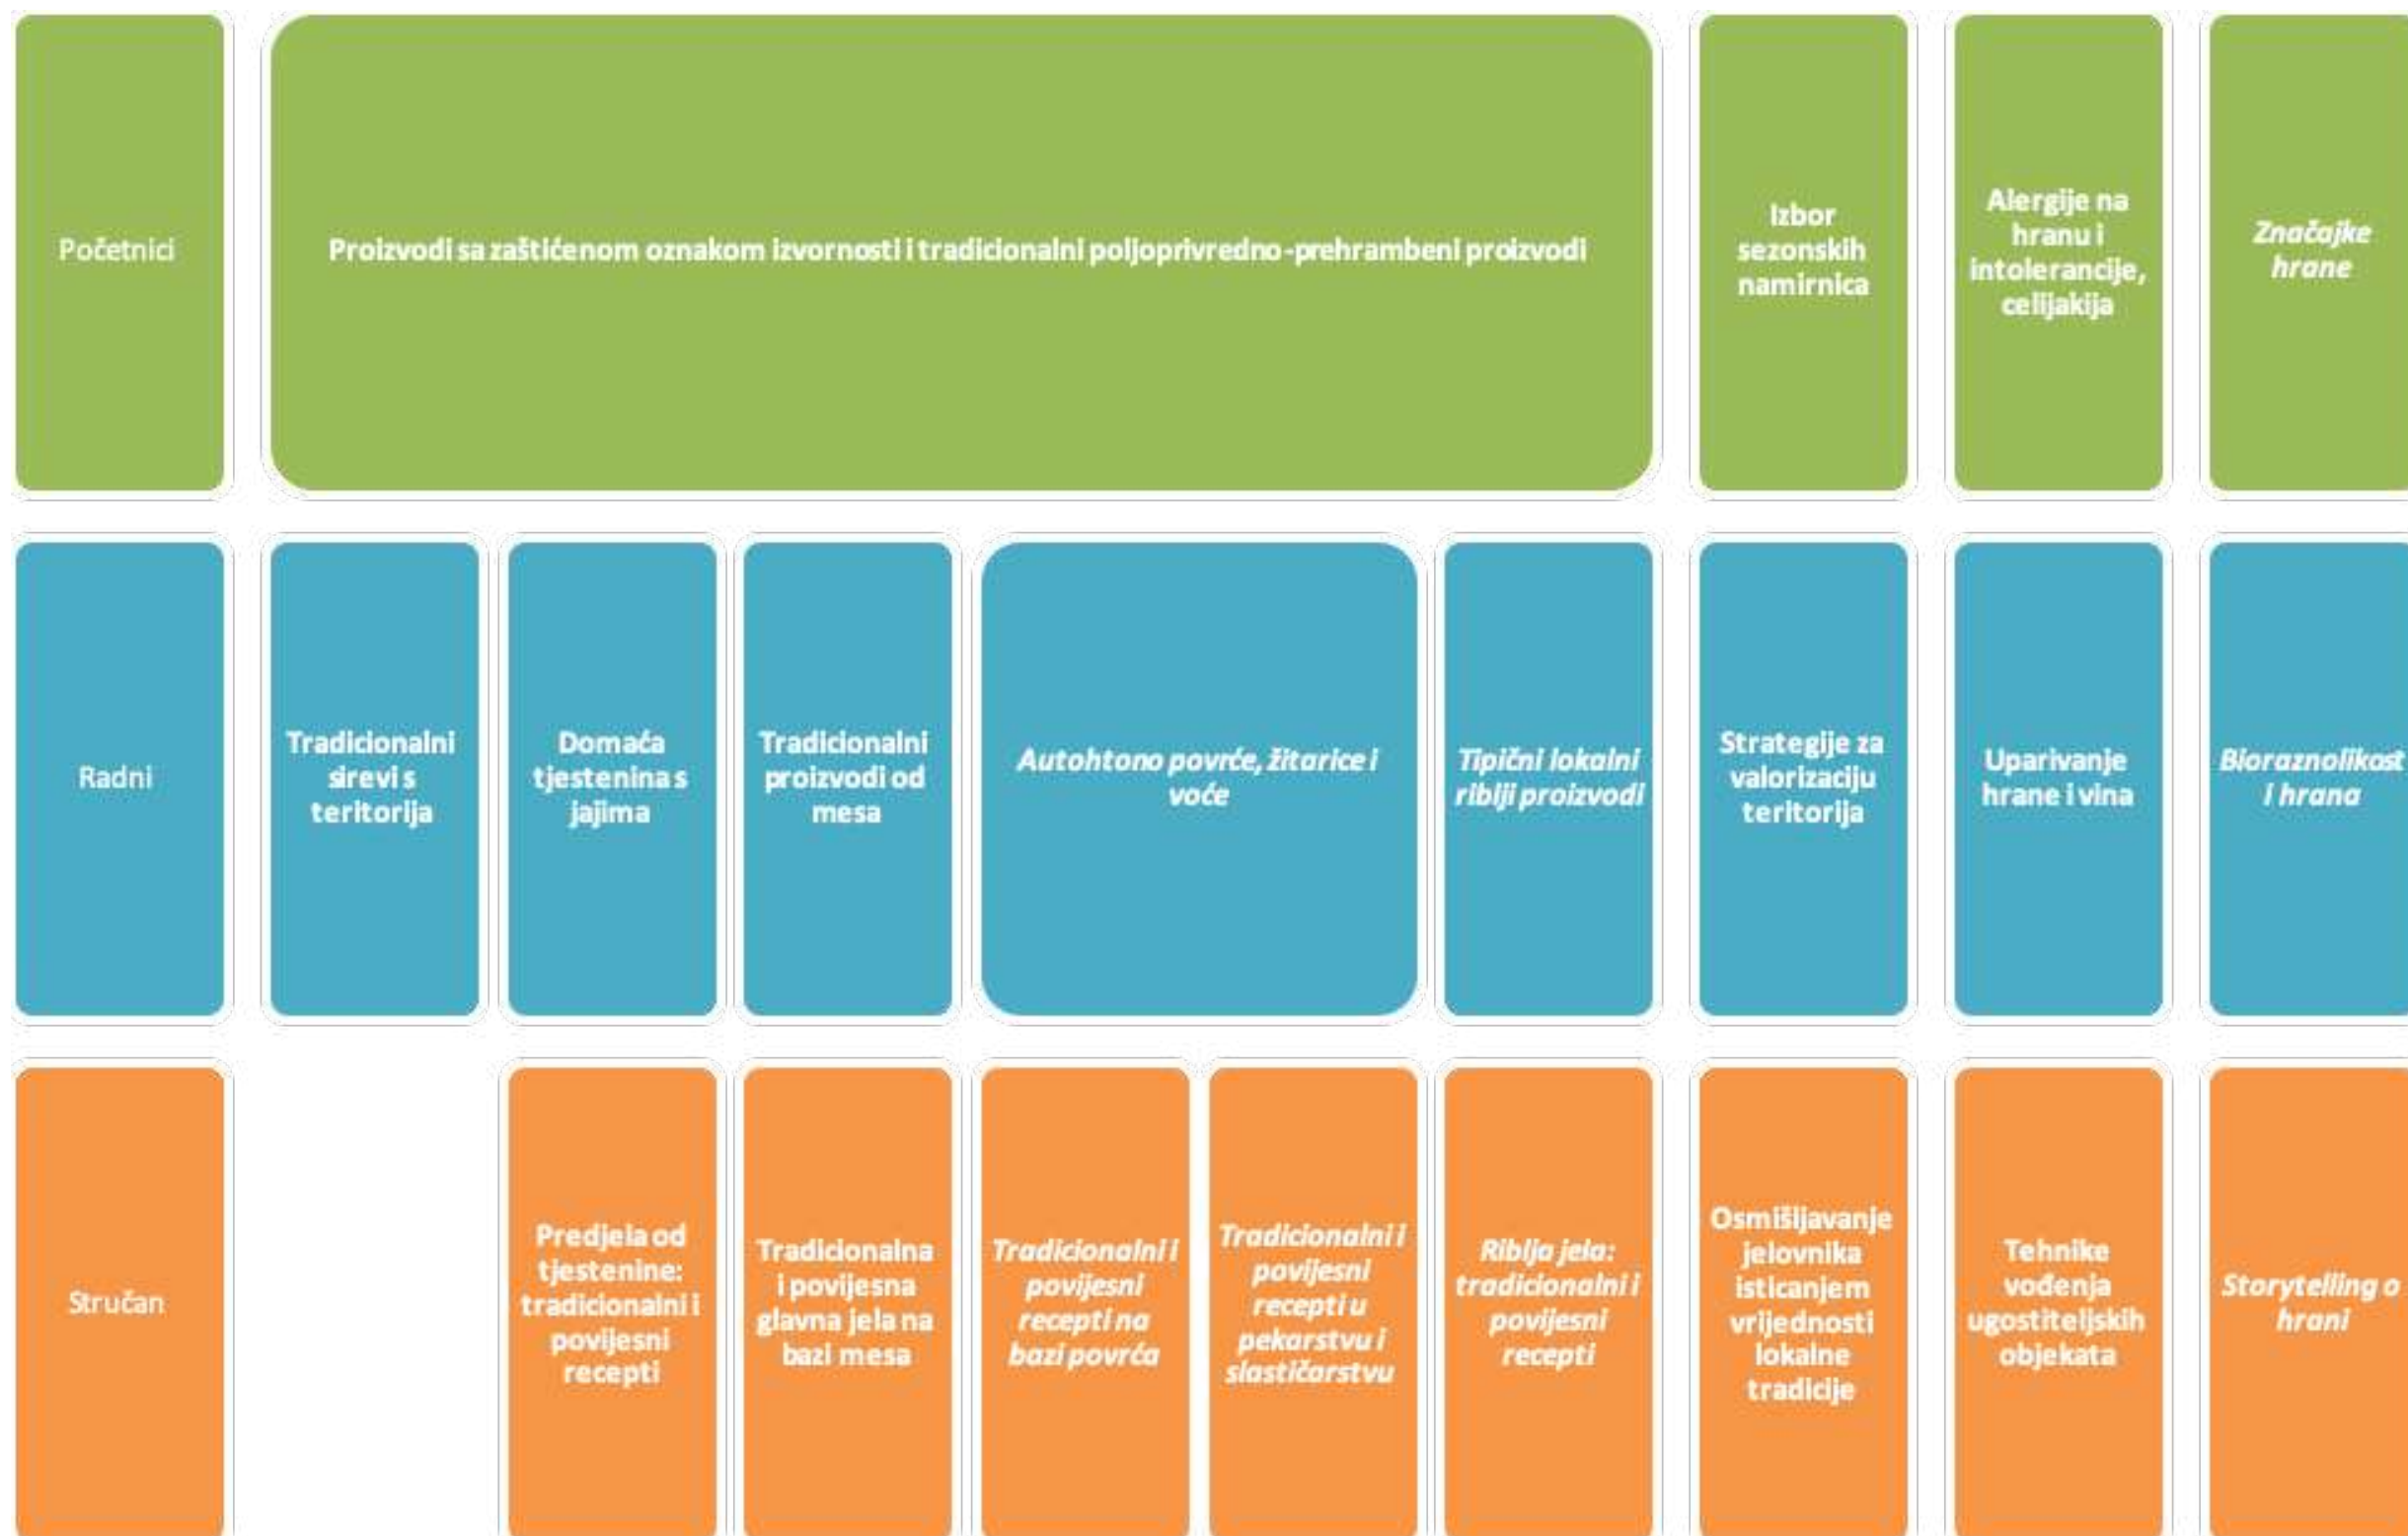 Početnici
Proizvodi sa zaštićenom oznakom izvornosti i tradicionalni poljoprivredno-prehrambeni proizvodi
Izbor
sezonskih
namirnica
Alergije na
hranu i
intolerancije,
celijakija
Značajke
hrane
Radni
Tradicionalni
sirevi s
teritorija
Domaća
tjestenina s
jajima
Tradicionalni
proizvodi od
mesa
Autohtono povrće, žitarice i
voće
Tipični lokalni
riblji proizvodi
Strategije za
valorizaciju
teritorija
Uparivanje
hrane i vina
Bioraznolikost
i hrana
Stručan
Predjela od
tjestenine:
tradicionalni i
povijesni
recepti
Tradicionalna
i povijesna
glavna jela na
bazi mesa
Tradicionalni i
povijesni
recepti na
bazi povrća
Tradicionalni i
povijesni
recepti u
pekarstvu i
slastičarstvu
Riblja jela:
tradicionalni i
povijesni
recepti
Osmišljavanje
jelovnika
isticanjem
vrijednosti
lokalne
tradicije
Tehnike
vođenja
ugostiteljskih
objekata
Storytelling o
hrani